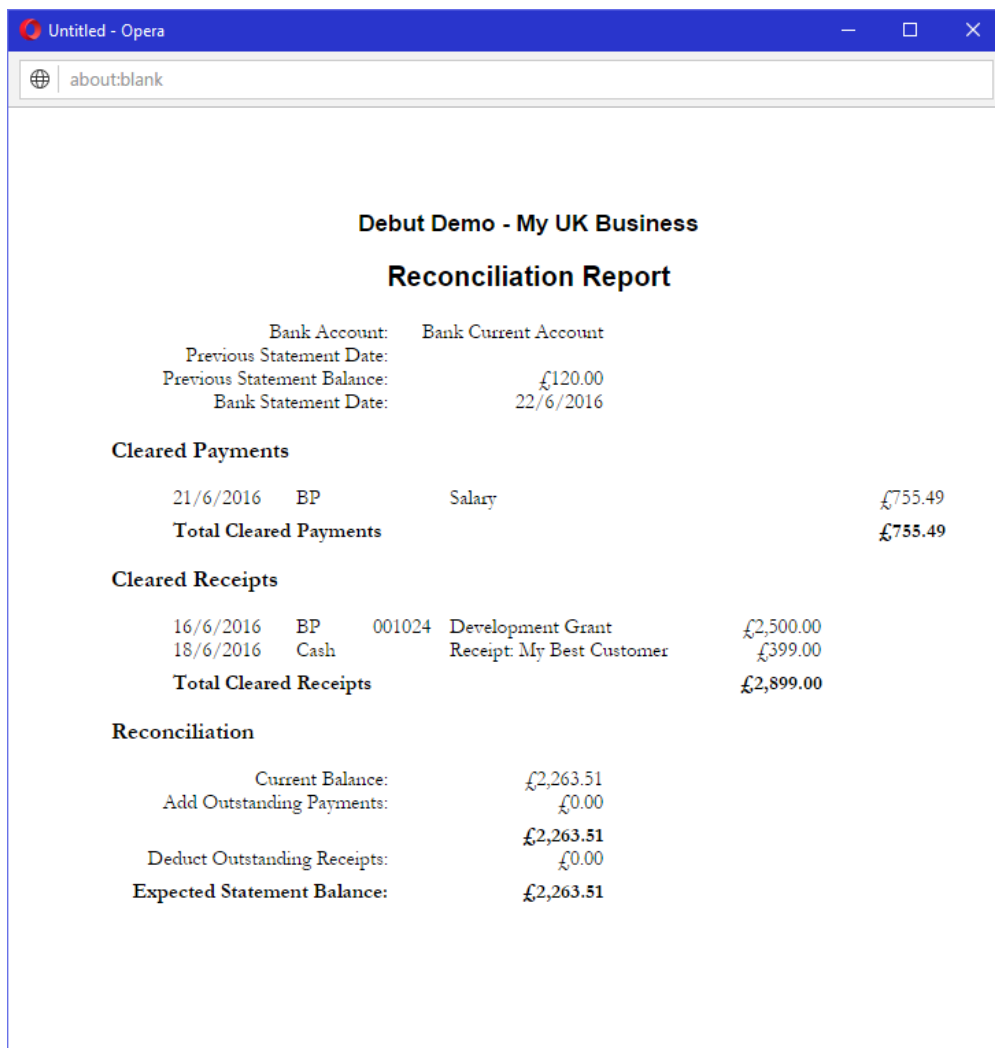 Untitled - Opera
about:blank
Debut Demo - My UK Business
Reconciliation Report
Bank Account: Bank Current Account
Previous Statement Date:
Previous Statement Balance: £120.00
Bank Statement Date: 22/6/2016
Cleared Payments
21/6/2016 BP Salary £755.49
Total Cleared Payments £755.49
Cleared Receipts
16/6/2016 BP 001024 Development Grant £2,500.00
18/6/2016 Cash Receipt: My Best Customer £399.00
Total Cleared Receipts £2,899.00
Reconciliation
Current Balance: £2,263.51
Add Outstanding Payments: £0.00
£2,263.51
Deduct Outstanding Receipts: £0.00
Expected Statement Balance: £2,263.51